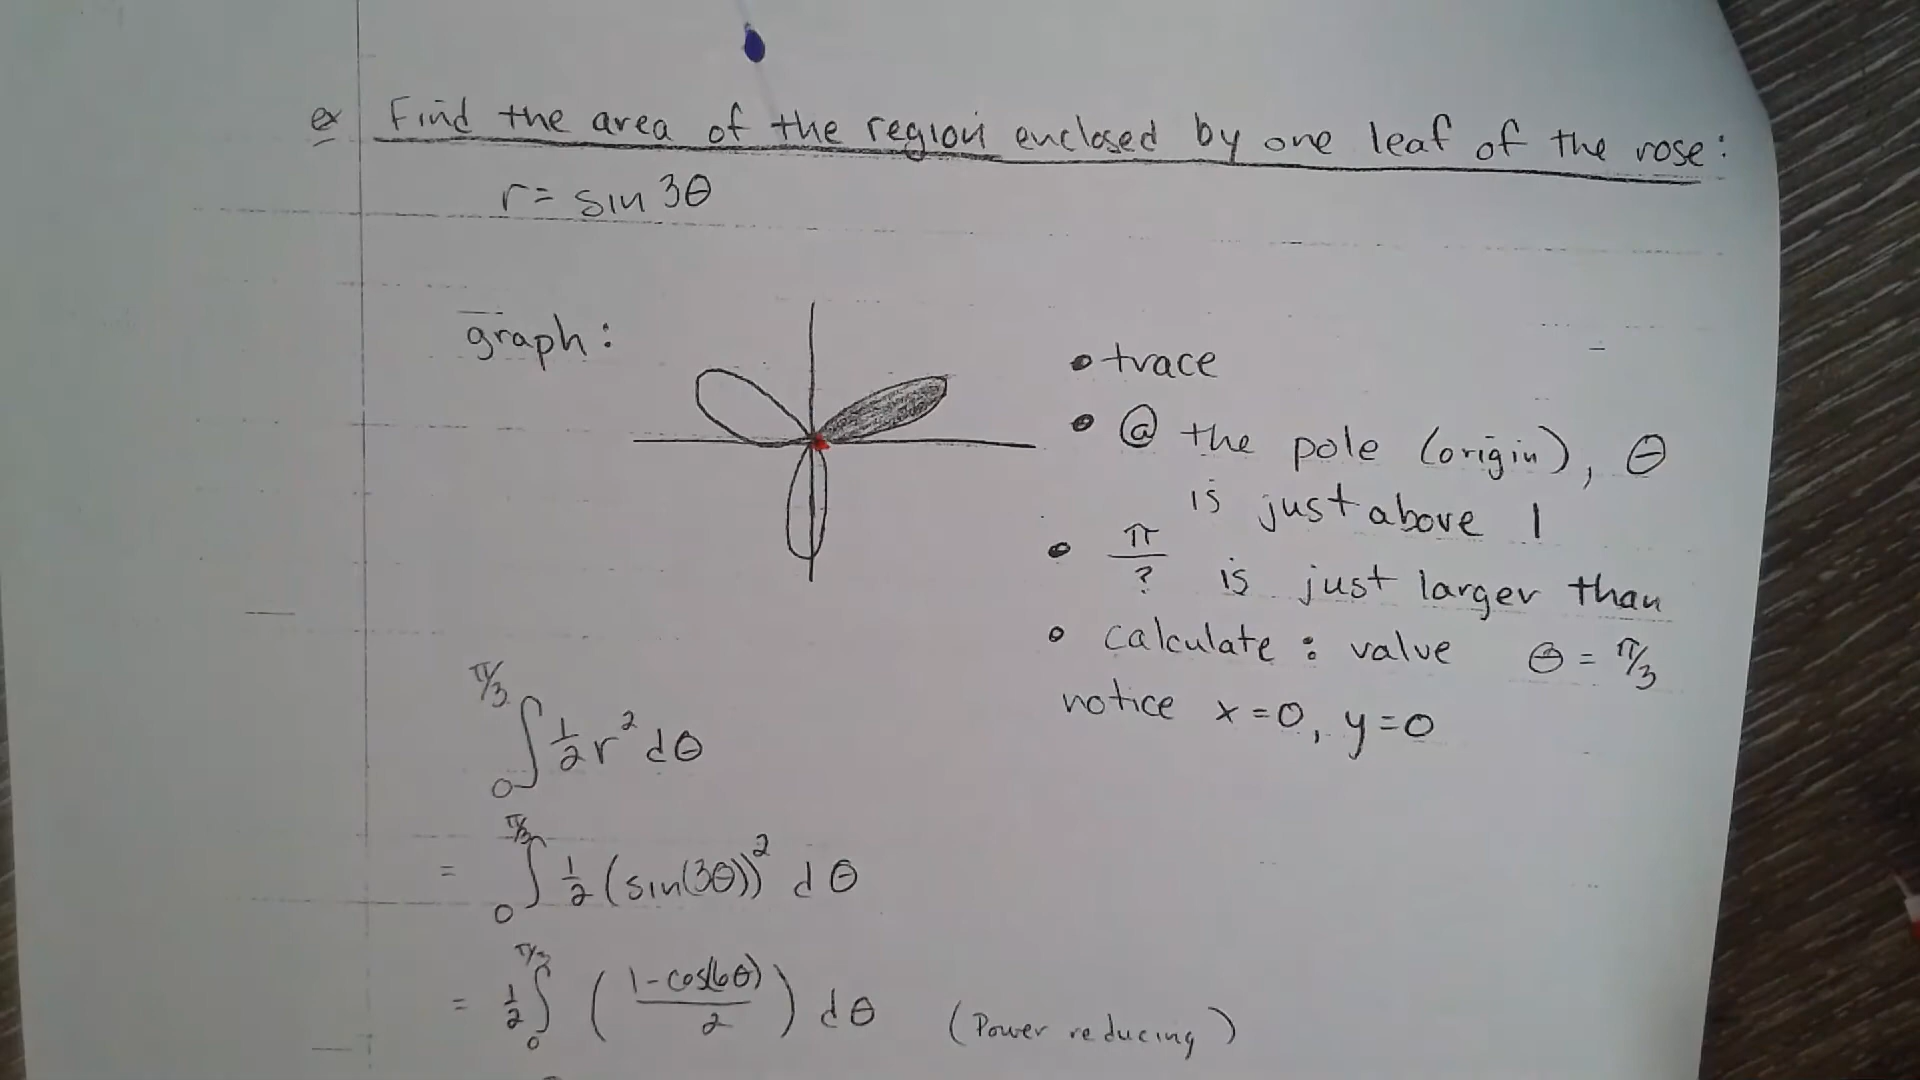 ex Find the area of the region enclosed by one leaf of the rose:
r = sin 3θ
graph:
• trace
• @ the pole (origin), θ
is just above 1
• π/? is just larger than
• calculate : value θ = π/3
notice x = 0, y = 0
∫₀^(π/3) ½ r² dθ
= ∫₀^(π/3) ½ (sin(3θ))² dθ
= ½ ∫₀^(π/3) ( (1 - cos(6θ))/2 ) dθ (Power reducing)